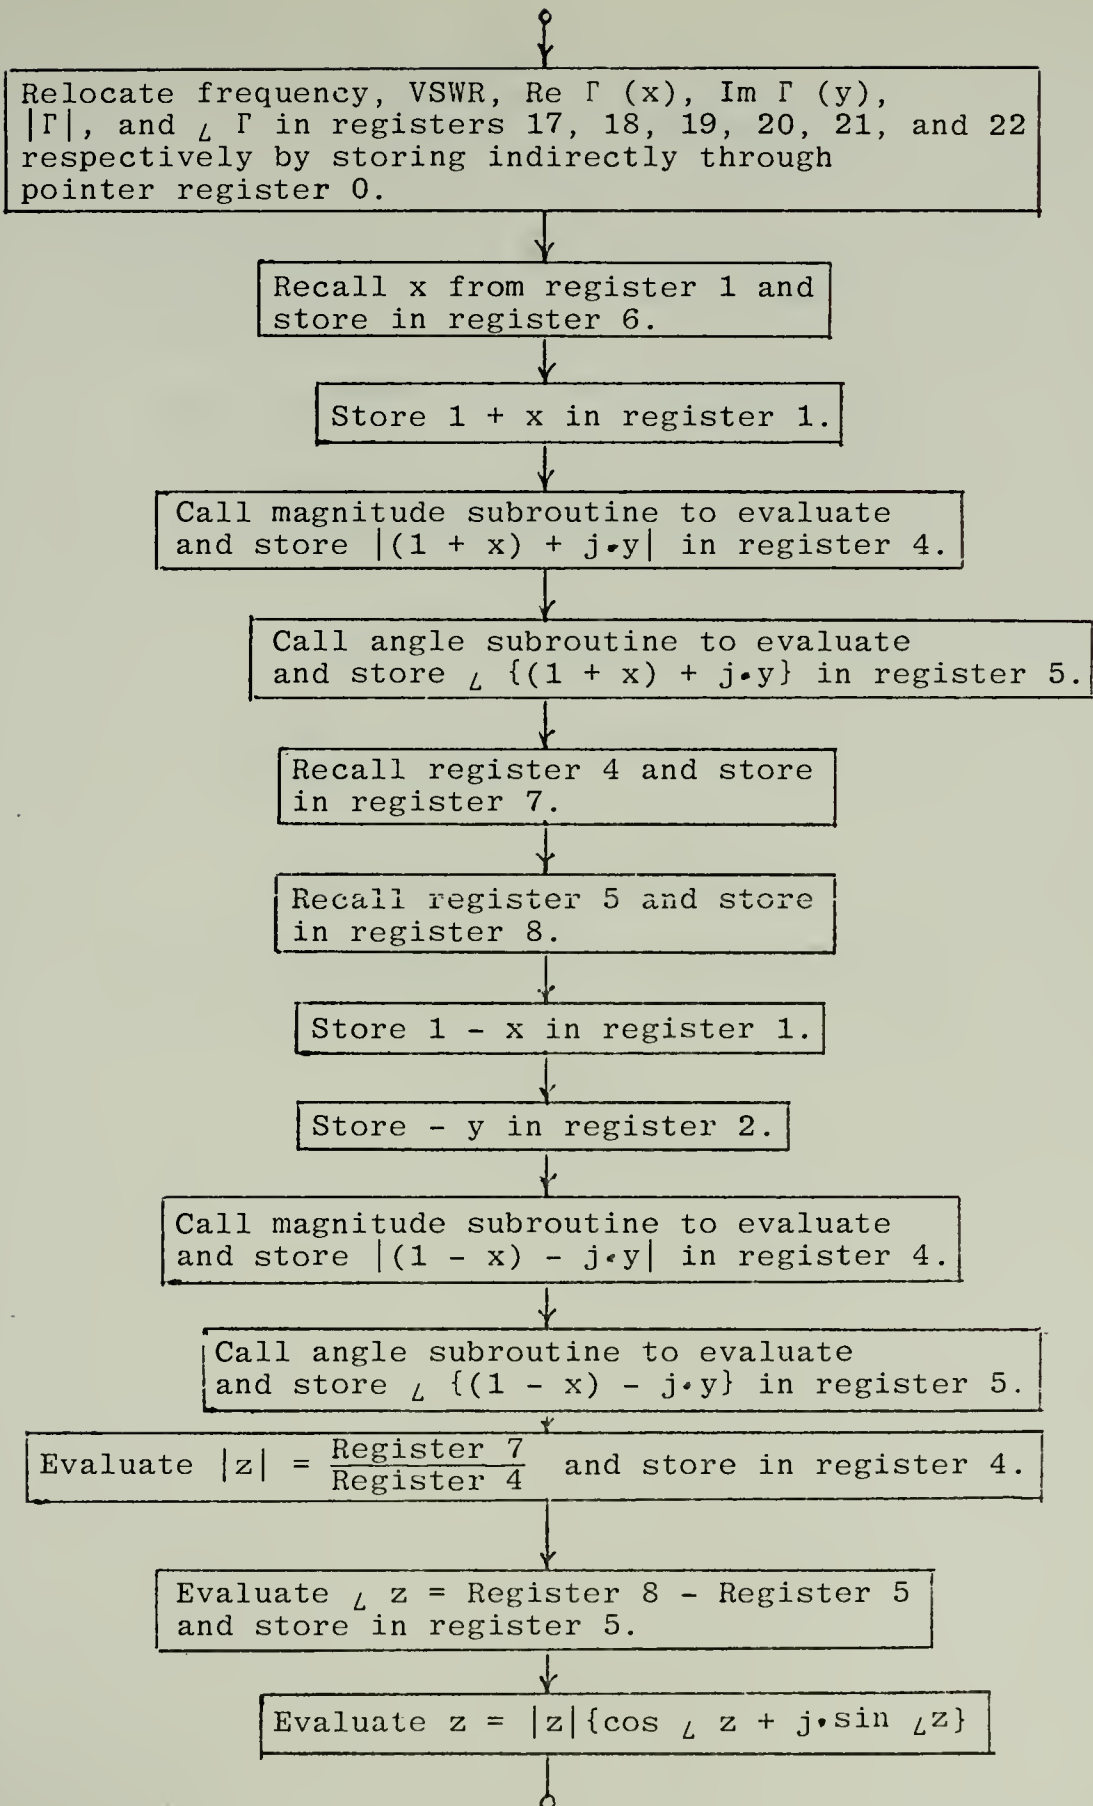 Relocate frequency, VSWR, Re Γ (x), Im Γ (y),
|Γ|, and ∠ Γ in registers 17, 18, 19, 20, 21, and 22
respectively by storing indirectly through
pointer register 0.
Recall x from register 1 and
store in register 6.
Store 1 + x in register 1.
Call magnitude subroutine to evaluate
and store |(1 + x) + j•y| in register 4.
Call angle subroutine to evaluate
and store ∠ {(1 + x) + j•y} in register 5.
Recall register 4 and store
in register 7.
Recall register 5 and store
in register 8.
Store 1 - x in register 1.
Store - y in register 2.
Call magnitude subroutine to evaluate
and store |(1 - x) - j•y| in register 4.
Call angle subroutine to evaluate
and store ∠ {(1 - x) - j•y} in register 5.
Evaluate |z| = Register 7 / Register 4 and store in register 4.
Evaluate ∠ z = Register 8 - Register 5
and store in register 5.
Evaluate z = |z|{cos ∠ z + j•sin ∠z}